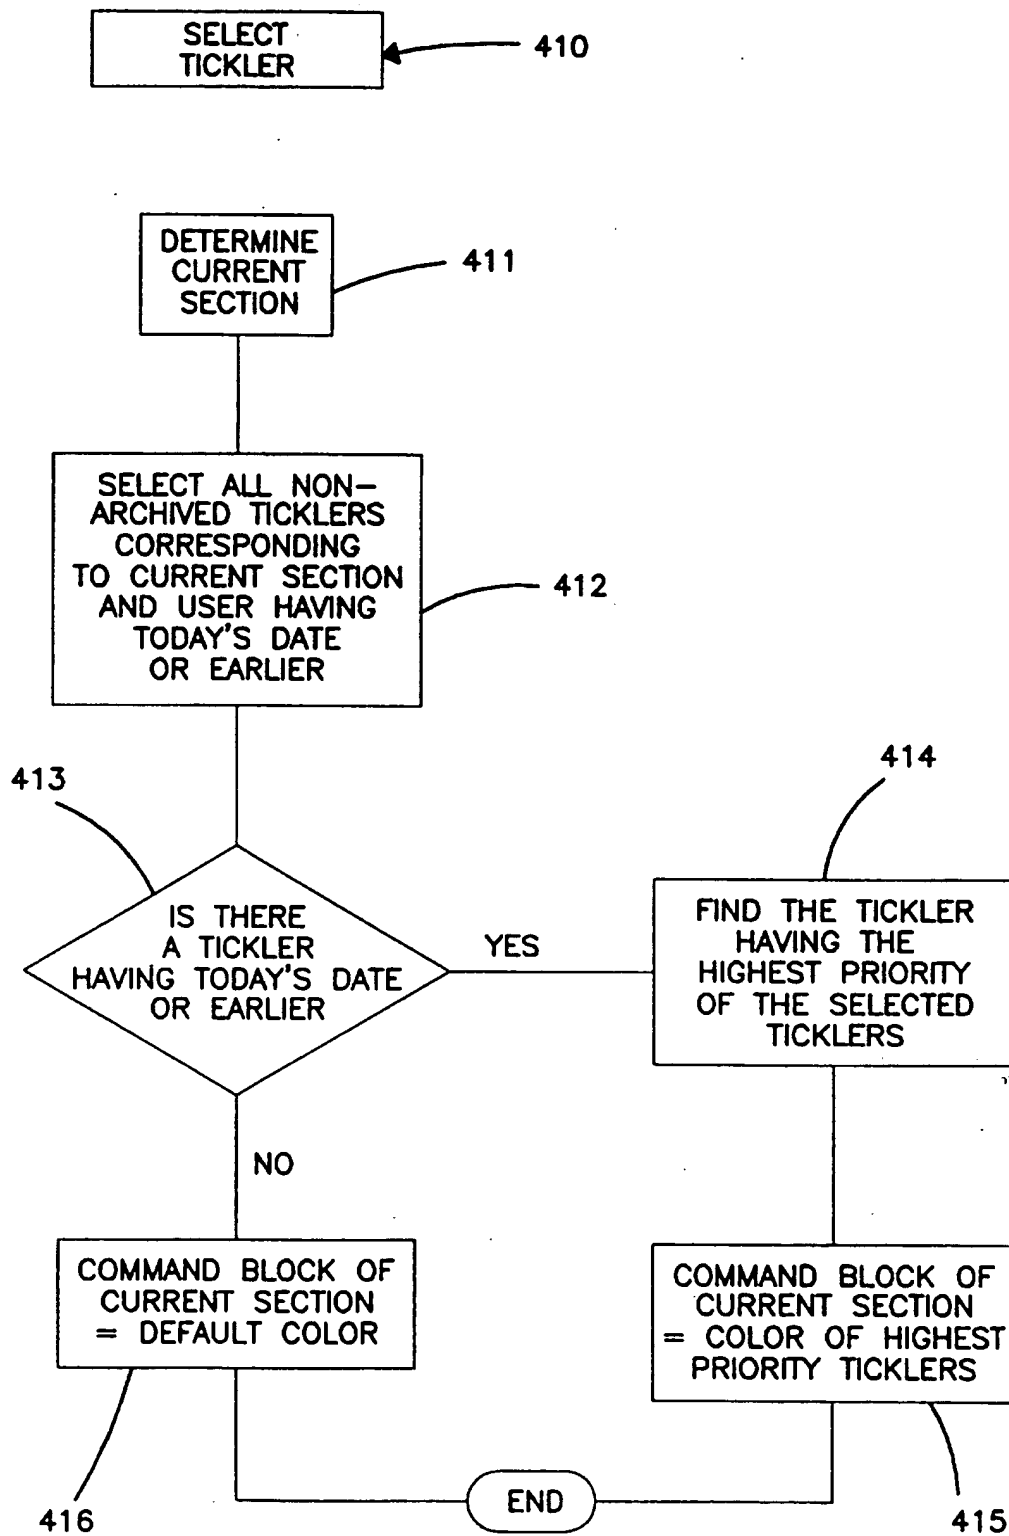 SELECT
TICKLER
410
DETERMINE
CURRENT
SECTION
411
SELECT ALL NON-
ARCHIVED TICKLERS
CORRESPONDING
TO CURRENT SECTION
AND USER HAVING
TODAY'S DATE
OR EARLIER
412
413
IS THERE
A TICKLER
HAVING TODAY'S DATE
OR EARLIER
YES
414
FIND THE TICKLER
HAVING THE
HIGHEST PRIORITY
OF THE SELECTED
TICKLERS
NO
COMMAND BLOCK OF
CURRENT SECTION
= DEFAULT COLOR
416
COMMAND BLOCK OF
CURRENT SECTION
= COLOR OF HIGHEST
PRIORITY TICKLERS
415
END